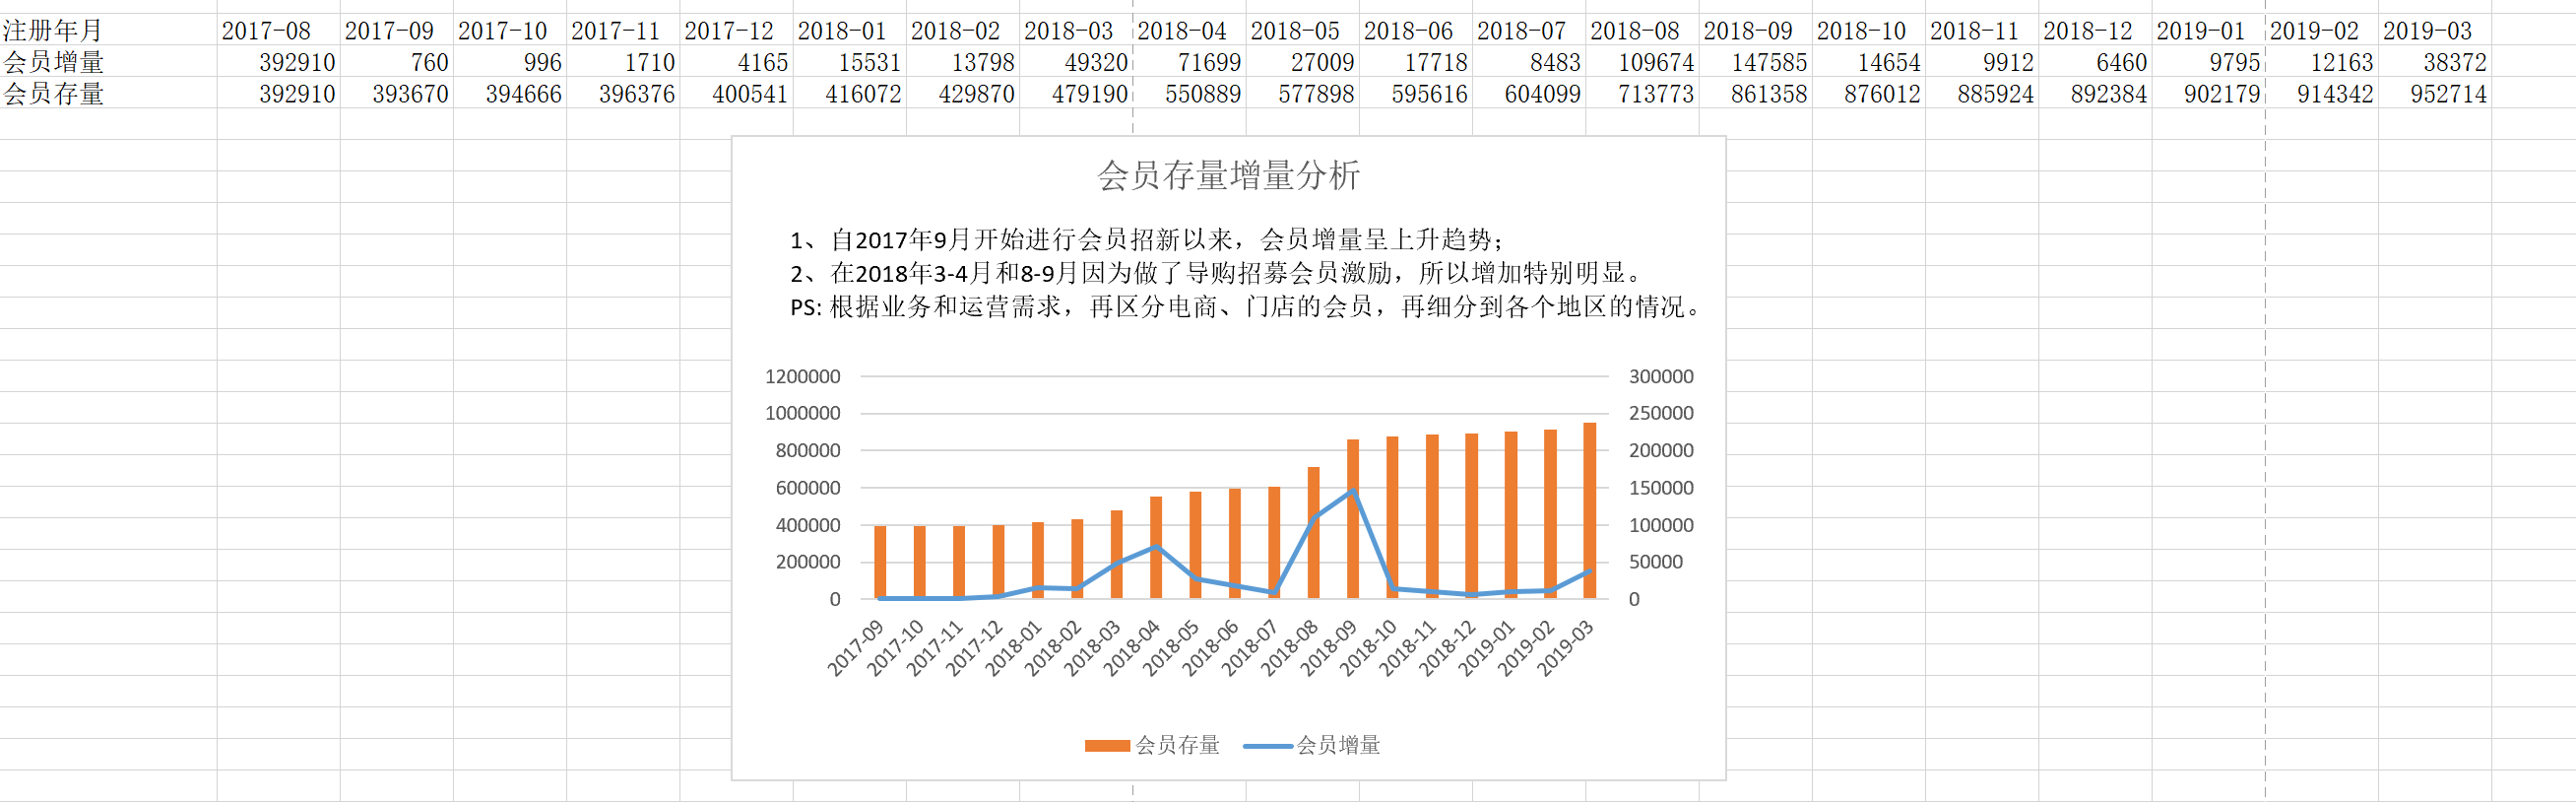 注册年月 2017-08 2017-09 2017-10 2017-11 2017-12 2018-01 2018-02 2018-03 2018-04 2018-05 2018-06 2018-07 2018-08 2018-09 2018-10 2018-11 2018-12 2019-01 2019-02 2019-03
会员增量 392910 760 996 1710 4165 15531 13798 49320 71699 27009 17718 8483 109674 147585 14654 9912 6460 9795 12163 38372
会员存量 392910 393670 394666 396376 400541 416072 429870 479190 550889 577898 595616 604099 713773 861358 876012 885924 892384 902179 914342 952714
会员存量增量分析
1、自2017年9月开始进行会员招新以来，会员增量呈上升趋势；
2、在2018年3-4月和8-9月因为做了导购招募会员激励，所以增加特别明显。
PS: 根据业务和运营需求，再区分电商、门店的会员，再细分到各个地区的情况。
1200000 300000
1000000 250000
800000 200000
600000 150000
400000 100000
200000 50000
0 0
2017-09 2017-10 2017-11 2017-12 2018-01 2018-02 2018-03 2018-04 2018-05 2018-06 2018-07 2018-08 2018-09 2018-10 2018-11 2018-12 2019-01 2019-02 2019-03
会员存量 会员增量